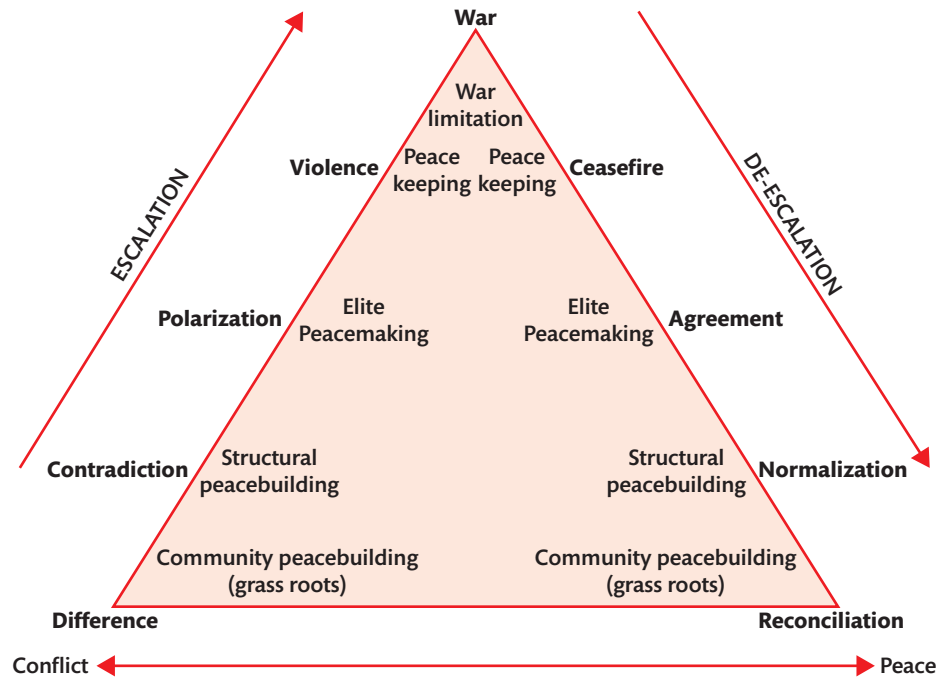 War
War
limitation
Violence
Peace
keeping
Peace
keeping
Ceasefire
ESCALATION
DE-ESCALATION
Polarization
Elite
Peacemaking
Elite
Peacemaking
Agreement
Contradiction
Structural
peacebuilding
Structural
peacebuilding
Normalization
Community peacebuilding
(grass roots)
Community peacebuilding
(grass roots)
Difference
Reconciliation
Conflict
Peace